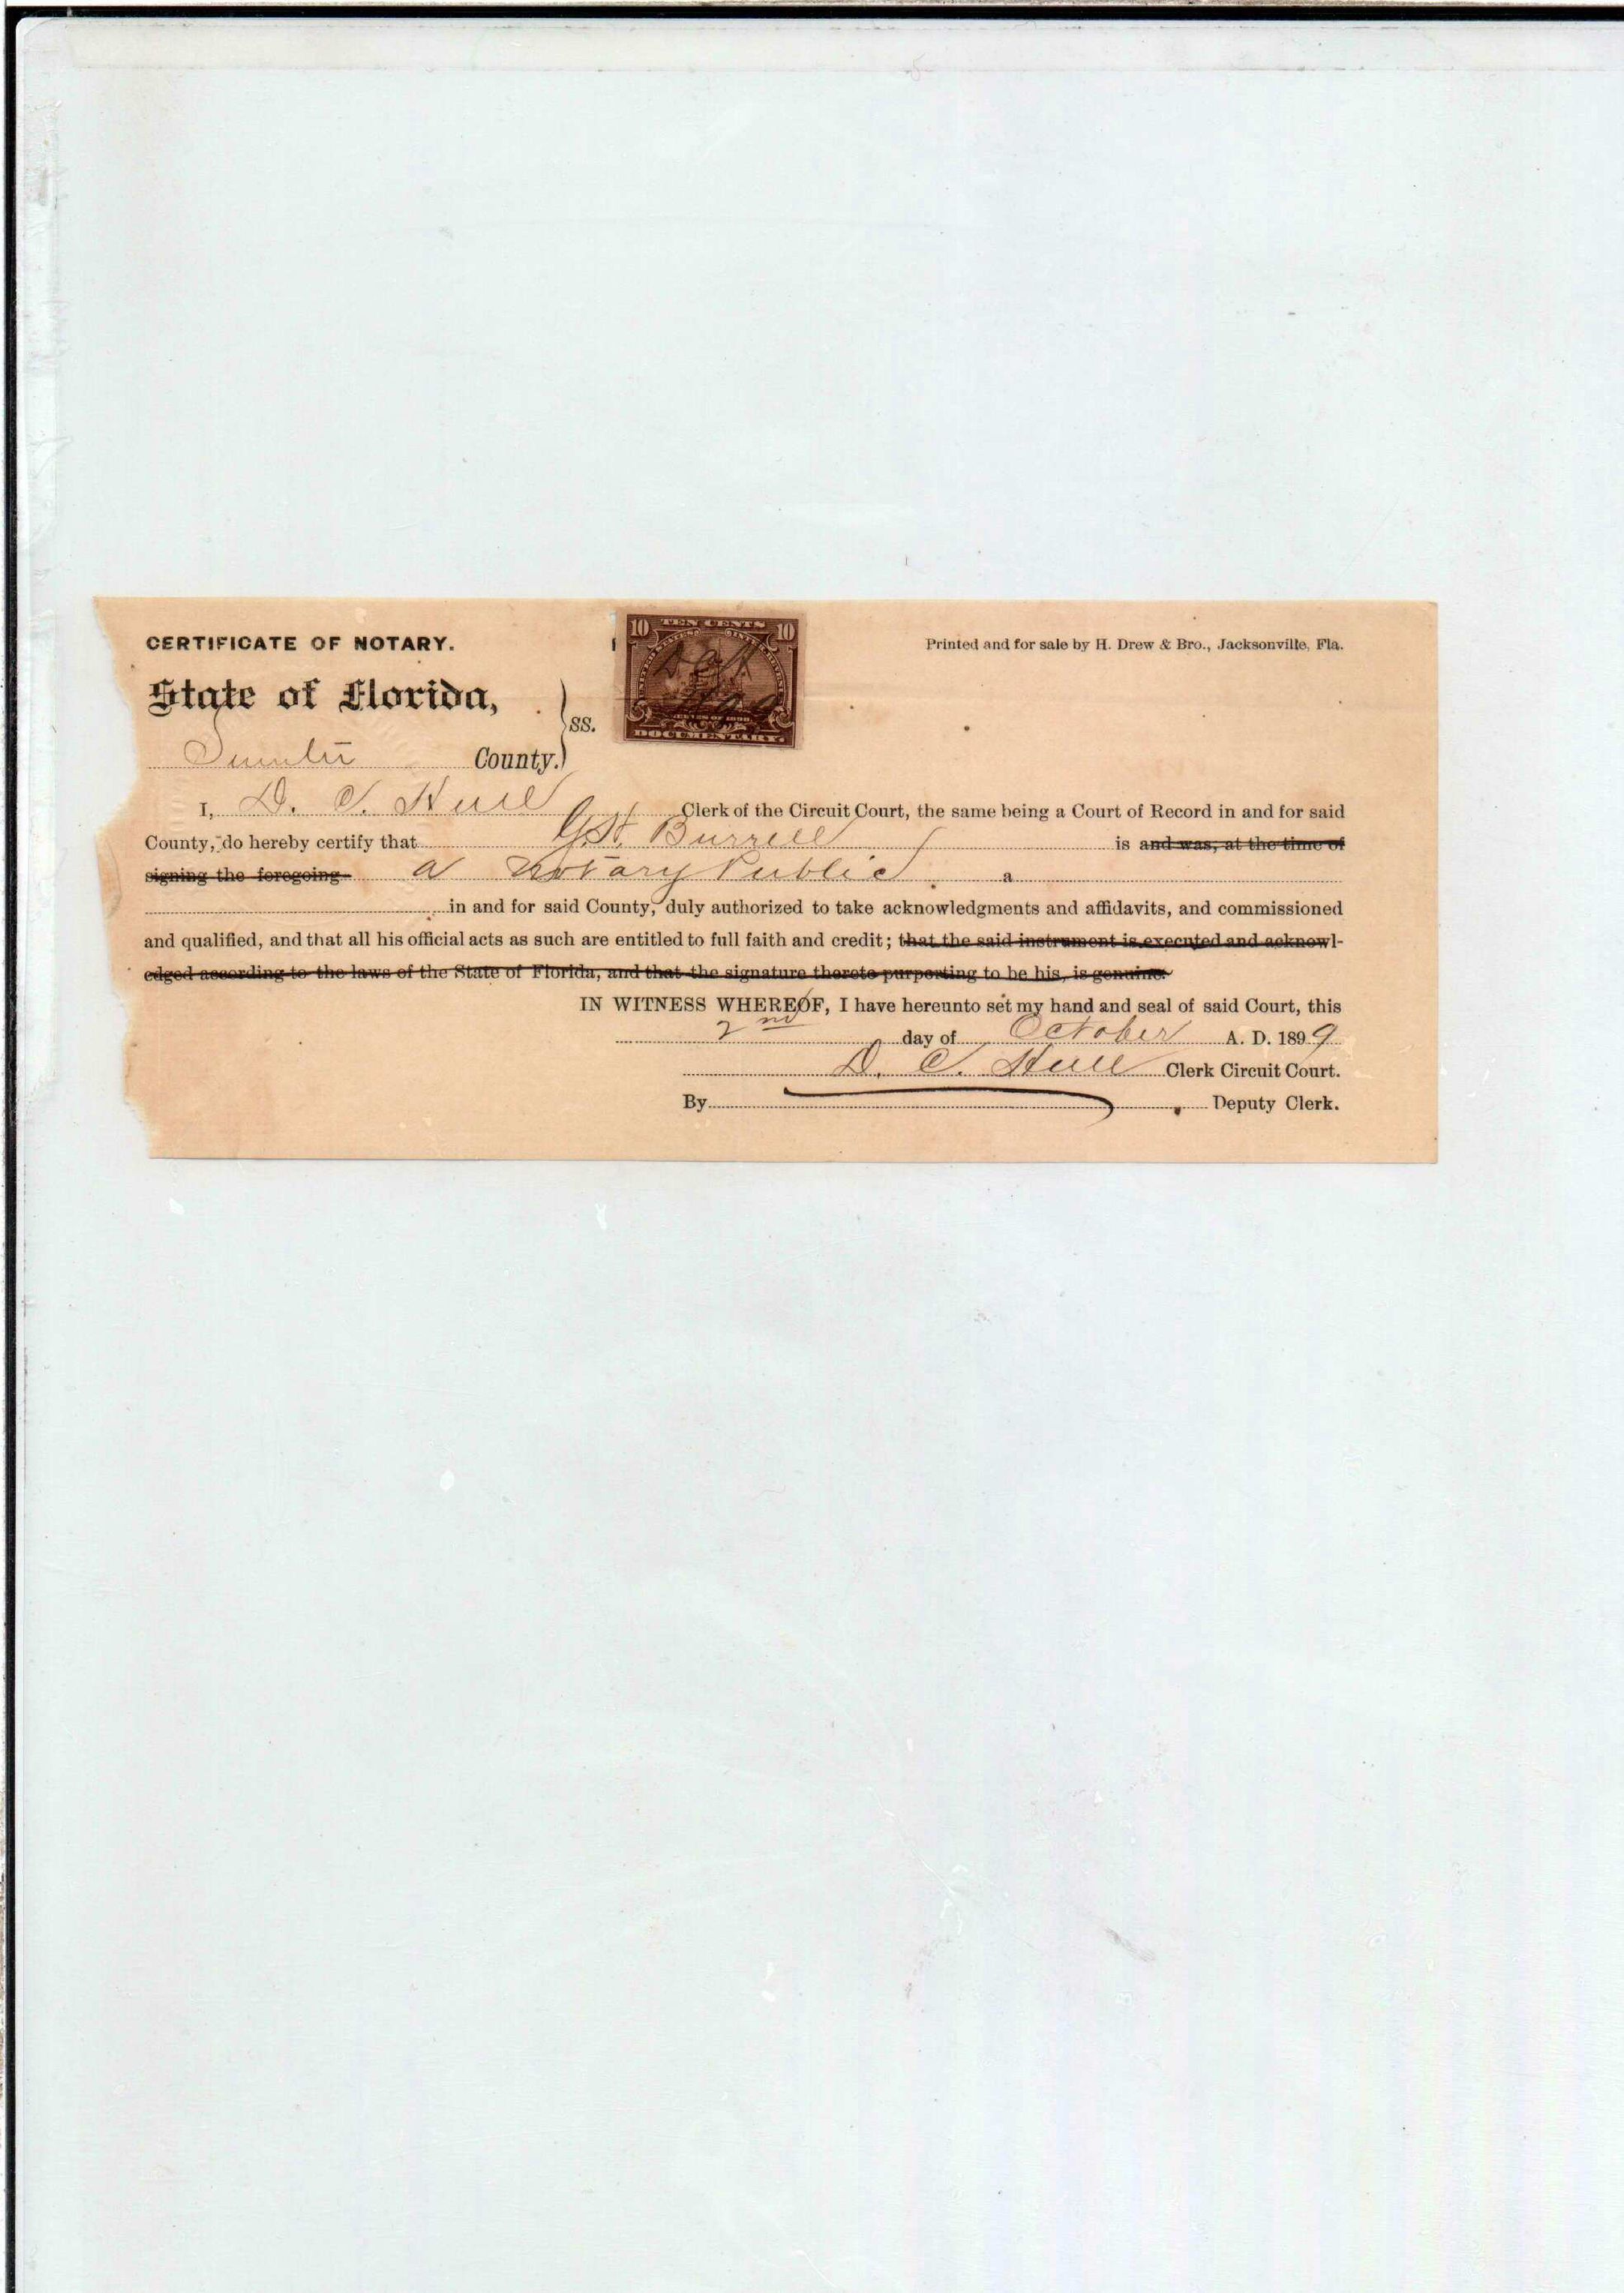 CERTIFICATE OF NOTARY.
Printed and for sale by H. Drew & Bro., Jacksonville, Fla.
10 TEN CENTS 10
DOCUMENTARY.
State of Florida,
ss.
Sumter County.
I, D. C. Hull Clerk of the Circuit Court, the same being a Court of Record in and for said
County, do hereby certify that G. H. Burrell is and was, at the time of
signing the foregoing a Notary Public a
in and for said County, duly authorized to take acknowledgments and affidavits, and commissioned
and qualified, and that all his official acts as such are entitled to full faith and credit; that the said instrument is executed and acknowl-
edged according to the laws of the State of Florida, and that the signature thereto purporting to be his, is genuine.
IN WITNESS WHEREOF, I have hereunto set my hand and seal of said Court, this
2nd day of October A. D. 1899
D. C. Hull Clerk Circuit Court.
By Deputy Clerk.